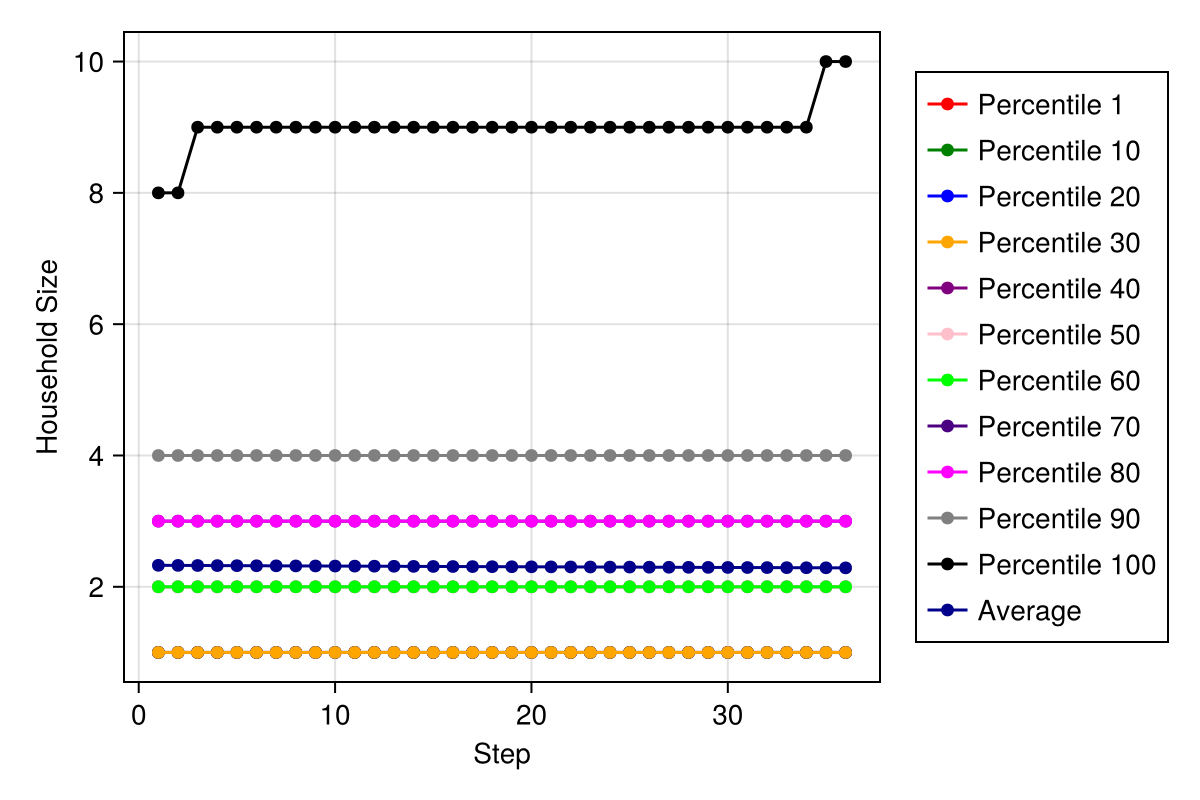 10
8
6
4
2
Household Size
0 10 20 30
Step
Percentile 1
Percentile 10
Percentile 20
Percentile 30
Percentile 40
Percentile 50
Percentile 60
Percentile 70
Percentile 80
Percentile 90
Percentile 100
Average